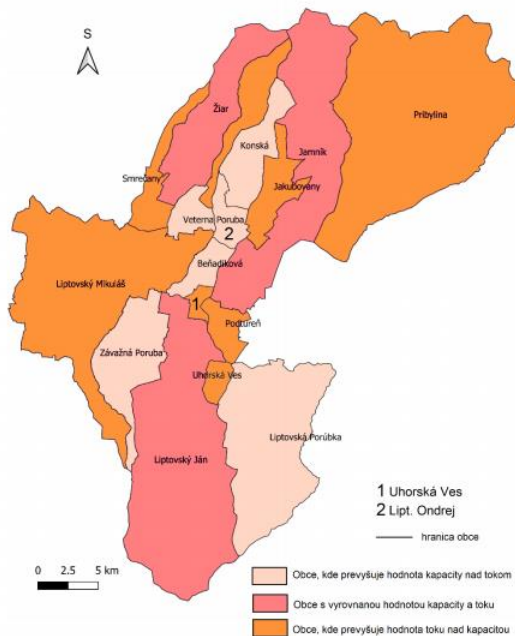 S
Žiar
Pribylina
Konská
Jamník
Smrečany
Jakubovany
Veterna Poruba
2
Beňadiková
Liptovský Mikuláš
1
Podtureň
Závažná Poruba
Uhorská Ves
Liptovská Porúbka
Liptovský Ján
1 Uhorská Ves
2 Lipt. Ondrej
hranica obce
0 2.5 5 km
Obce, kde prevyšuje hodnota kapacity nad tokom
Obce s vyrovnanou hodnotou kapacity a toku
Obce, kde prevyšuje hodnota toku nad kapacitou